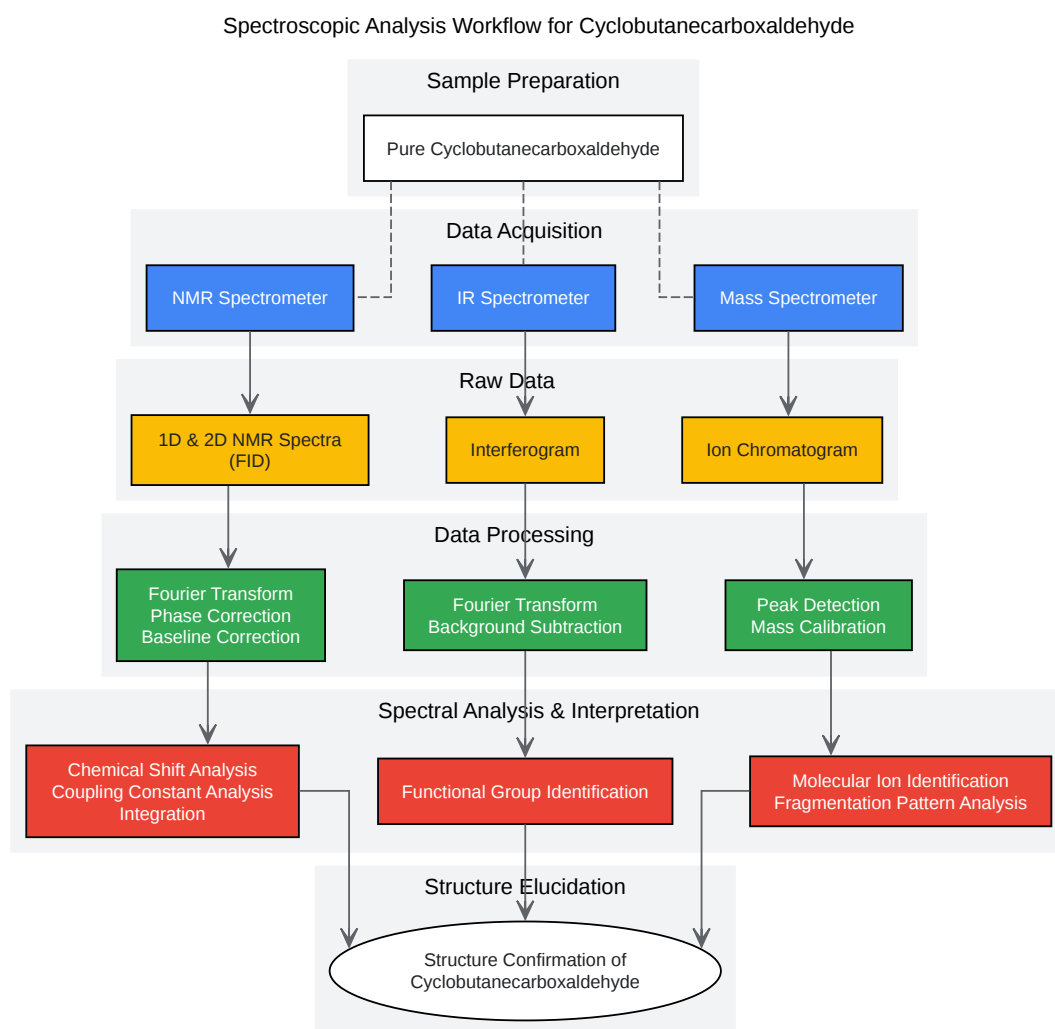 Spectroscopic Analysis Workflow for Cyclobutanecarboxaldehyde
Sample Preparation
Pure Cyclobutanecarboxaldehyde
Data Acquisition
NMR Spectrometer
IR Spectrometer
Mass Spectrometer
Raw Data
1D & 2D NMR Spectra
(FID)
Interferogram
Ion Chromatogram
Data Processing
Fourier Transform
Phase Correction
Baseline Correction
Fourier Transform
Background Subtraction
Peak Detection
Mass Calibration
Spectral Analysis & Interpretation
Chemical Shift Analysis
Coupling Constant Analysis
Integration
Functional Group Identification
Molecular Ion Identification
Fragmentation Pattern Analysis
Structure Elucidation
Structure Confirmation of
Cyclobutanecarboxaldehyde